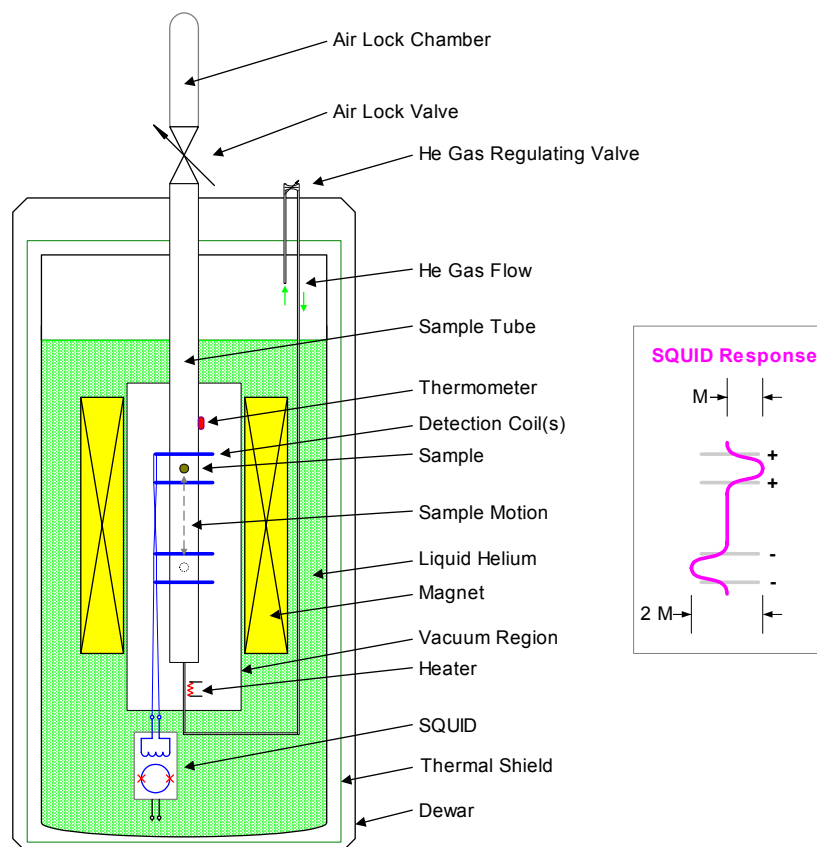 Air Lock Chamber
Air Lock Valve
He Gas Regulating Valve
He Gas Flow
Sample Tube
Thermometer
Detection Coil(s)
Sample
Sample Motion
Liquid Helium
Magnet
Vacuum Region
Heater
SQUID
Thermal Shield
Dewar
SQUID Response
M
+
+
-
-
2 M